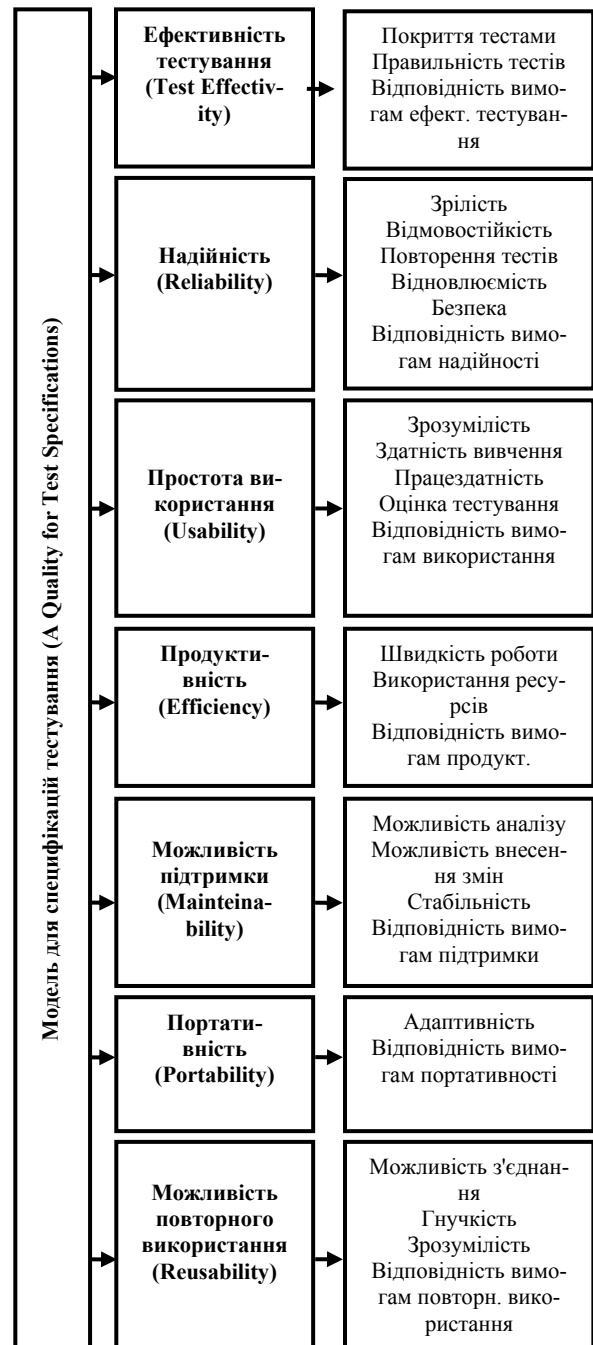 Модель для специфікацій тестування (A Quality for Test Specifications)
Ефективність
тестування
(Test Effectiv-
ity)
Покриття тестами
Правильність тестів
Відповідність вимо-
гам ефект. тестуван-
ня
Надійність
(Reliability)
Зрілість
Відмовостійкість
Повторення тестів
Відновлюємість
Безпека
Відповідність вимо-
гам надійності
Простота ви-
користання
(Usability)
Зрозумілість
Здатність вивчення
Працездатність
Оцінка тестування
Відповідність вимо-
гам використання
Продукти-
вність
(Efficiency)
Швидкість роботи
Використання ресу-
рсів
Відповідність вимо-
гам продукт.
Можливість
підтримки
(Mainteina-
bility)
Можливість аналізу
Можливість внесен-
ня змін
Стабільність
Відповідність вимо-
гам підтримки
Портати-
вність
(Portability)
Адаптивність
Відповідність вимо-
гам портативності
Можливість
повторного
використання
(Reusability)
Можливість з'єднан-
ня
Гнучкість
Зрозумілість
Відповідність вимо-
гам повторн. вико-
ристання